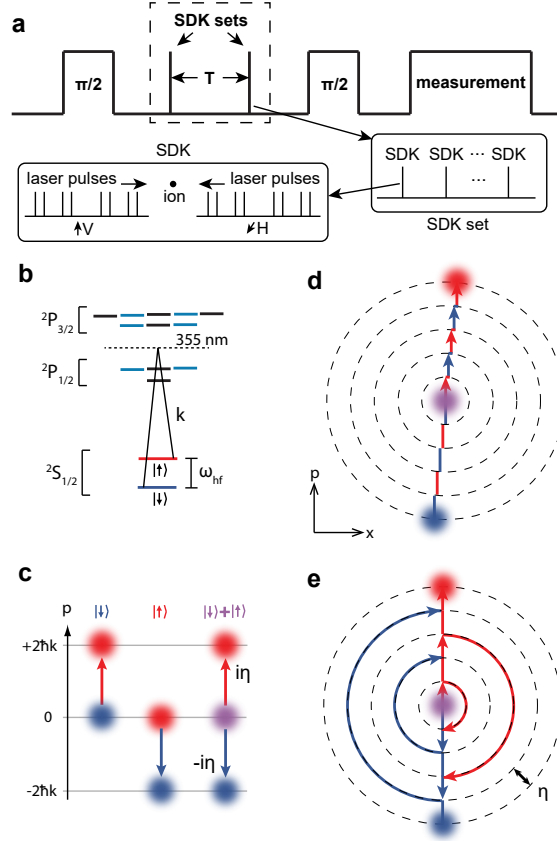 a
SDK sets
π/2
T
π/2
measurement
SDK
laser pulses
ion
laser pulses
V
H
SDK SDK ··· SDK
...
SDK set
b
²P₃/₂
355 nm
²P₁/₂
k
²S₁/₂
|↑⟩
ω_hf
|↓⟩
c
p
|↓⟩ |↑⟩ |↓⟩+|↑⟩
+2ħk
iη
0
-iη
-2ħk
d
p
x
e
η